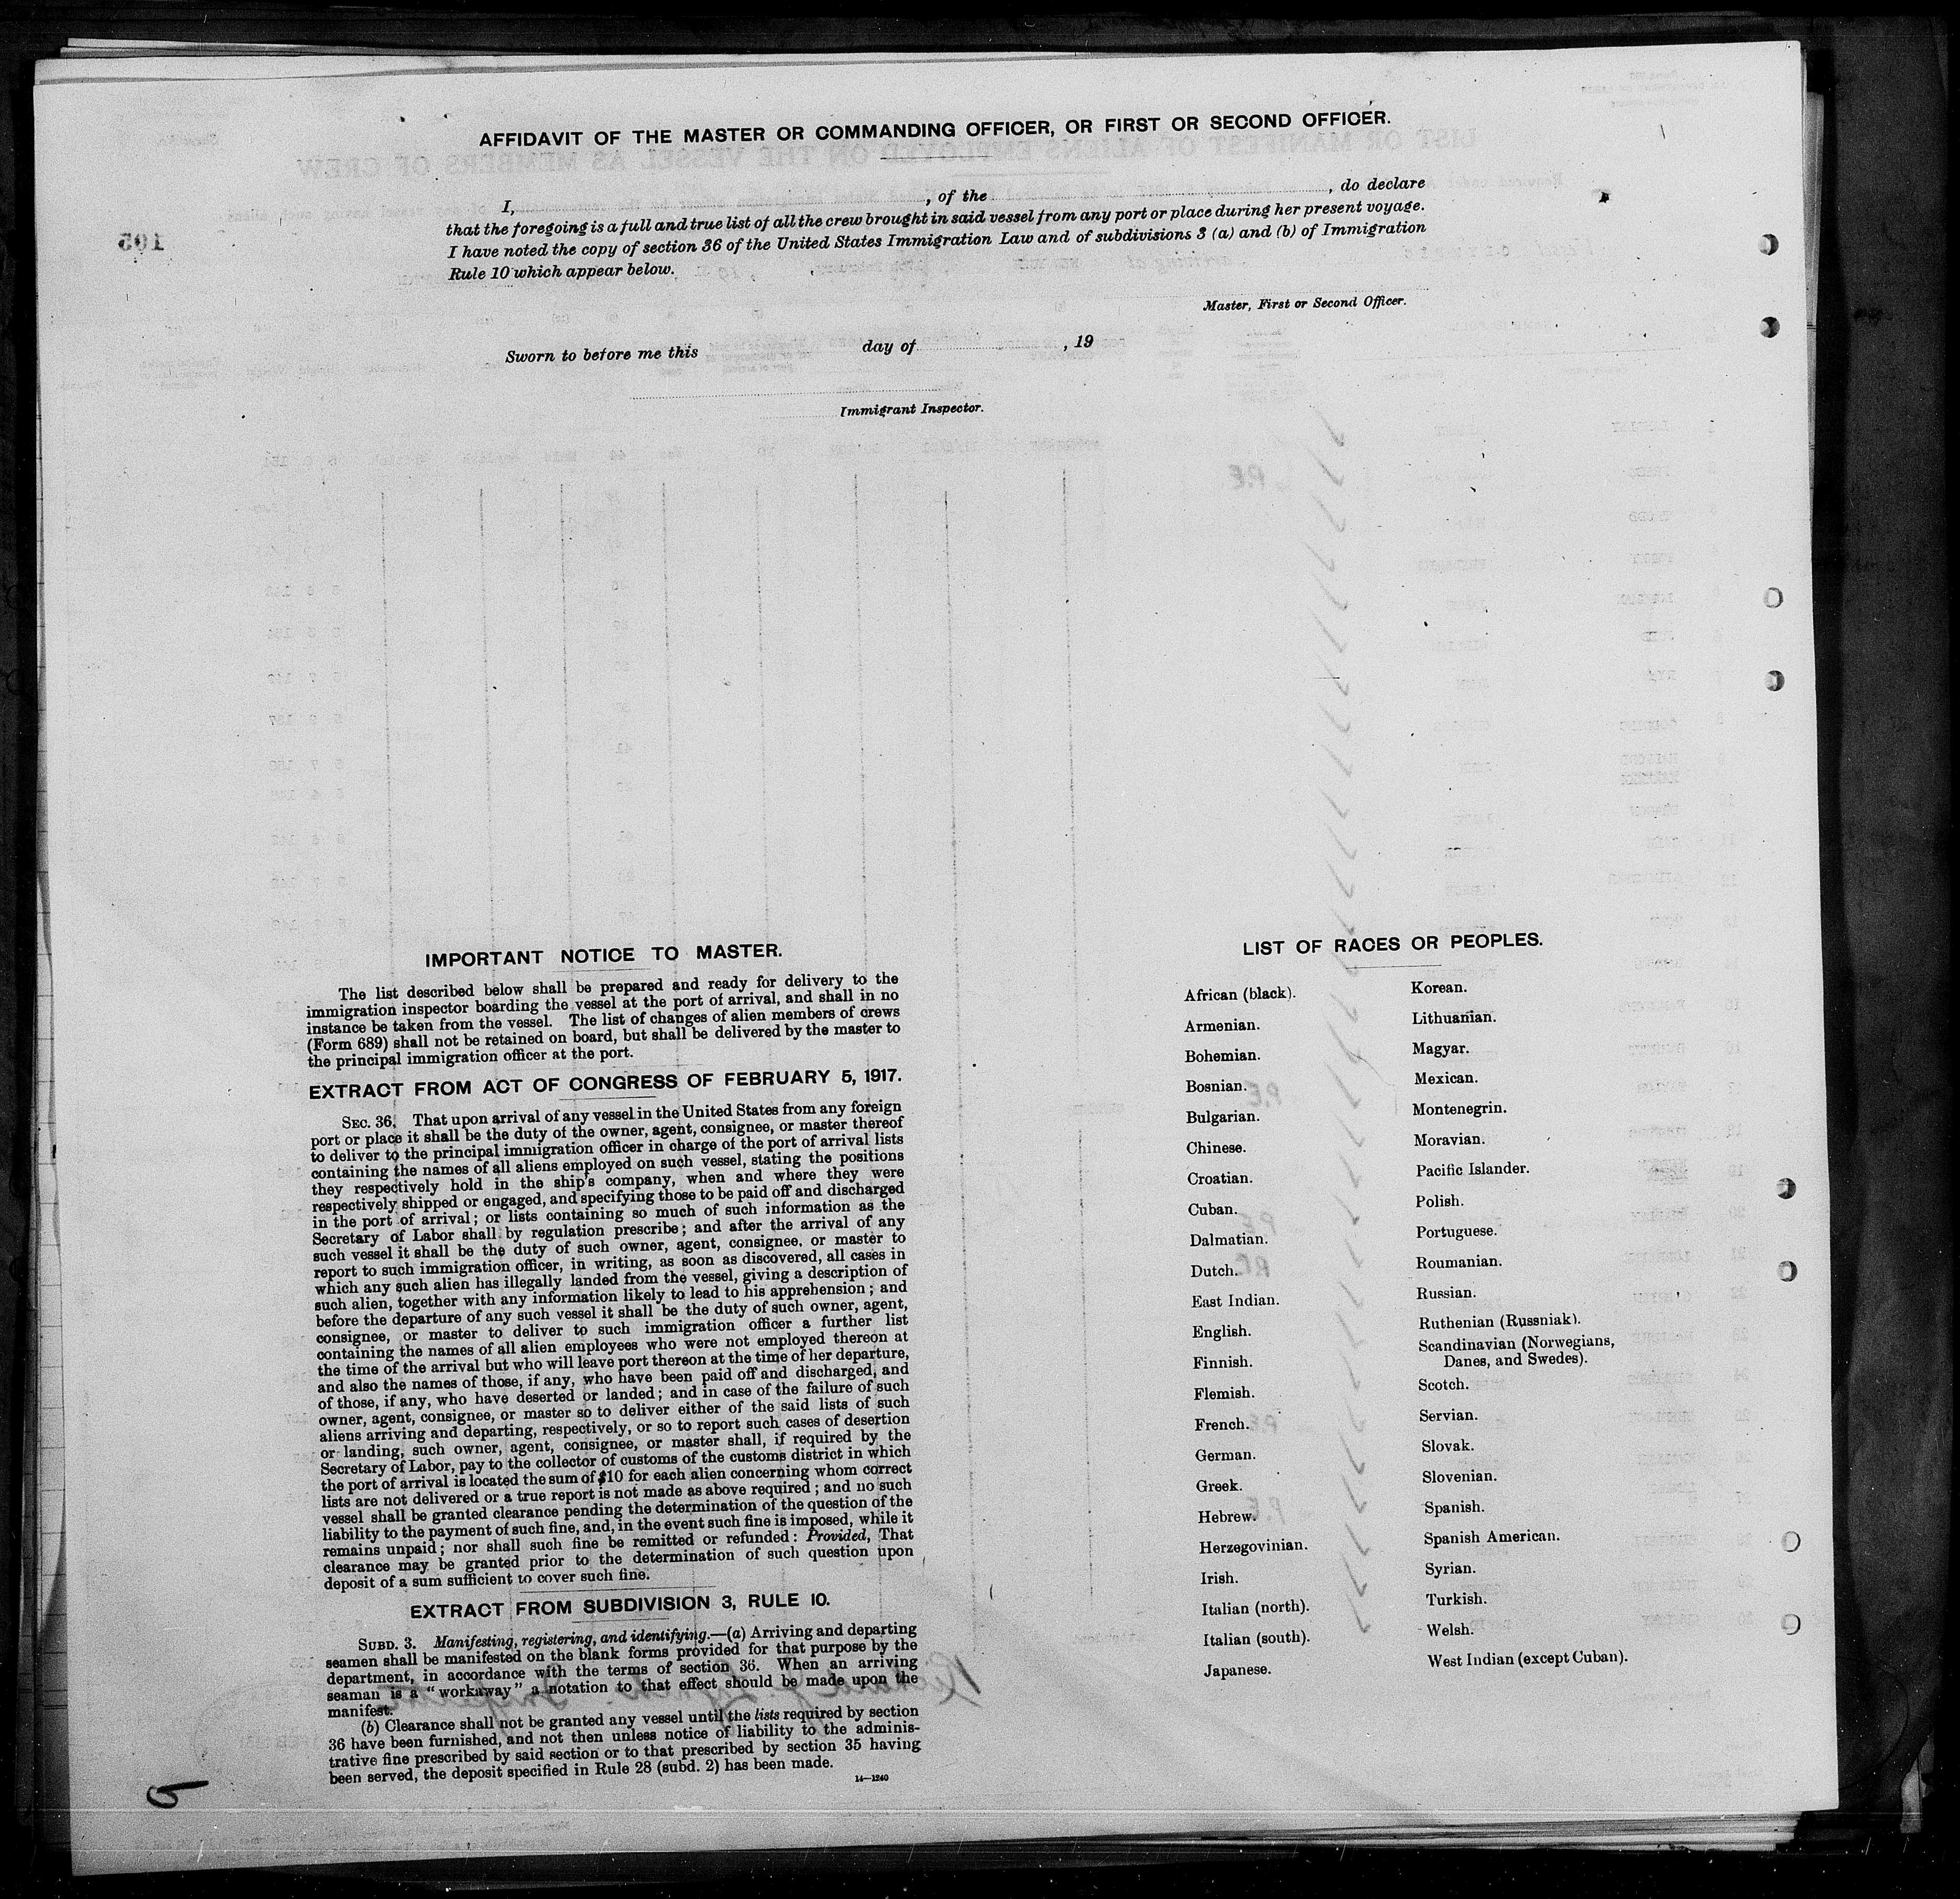 AFFIDAVIT OF THE MASTER OR COMMANDING OFFICER, OR FIRST OR SECOND OFFICER.
I, , of the , do declare
that the foregoing is a full and true list of all the crew brought in said vessel from any port or place during her present voyage.
I have noted the copy of section 36 of the United States Immigration Law and of subdivisions 3 (a) and (b) of Immigration
Rule 10 which appear below.
Master, First or Second Officer.
Sworn to before me this day of , 19
Immigrant Inspector.
105
IMPORTANT NOTICE TO MASTER.
The list described below shall be prepared and ready for delivery to the
immigration inspector boarding the vessel at the port of arrival, and shall in no
instance be taken from the vessel. The list of changes of alien members of crews
(Form 689) shall not be retained on board, but shall be delivered by the master to
the principal immigration officer at the port.
EXTRACT FROM ACT OF CONGRESS OF FEBRUARY 5, 1917.
SEC. 36. That upon arrival of any vessel in the United States from any foreign
port or place it shall be the duty of the owner, agent, consignee, or master thereof
to deliver to the principal immigration officer in charge of the port of arrival lists
containing the names of all aliens employed on such vessel, stating the positions
they respectively hold in the ship's company, when and where they were
respectively shipped or engaged, and specifying those to be paid off and discharged
in the port of arrival; or lists containing so much of such information as the
Secretary of Labor shall by regulation prescribe; and after the arrival of any
such vessel it shall be the duty of such owner, agent, consignee, or master to
report to such immigration officer, in writing, as soon as discovered, all cases in
which any such alien has illegally landed from the vessel, giving a description of
such alien, together with any information likely to lead to his apprehension; and
before the departure of any such vessel it shall be the duty of such owner, agent,
consignee, or master to deliver to such immigration officer a further list
containing the names of all alien employees who were not employed thereon at
the time of the arrival but who will leave port thereon at the time of her departure,
and also the names of those, if any, who have been paid off and discharged, and
of those, if any, who have deserted or landed; and in case of the failure of such
owner, agent, consignee, or master so to deliver either of the said lists of such
aliens arriving and departing, respectively, or so to report such cases of desertion
or landing, such owner, agent, consignee, or master shall, if required by the
Secretary of Labor, pay to the collector of customs of the customs district in which
the port of arrival is located the sum of $10 for each alien concerning whom correct
lists are not delivered or a true report is not made as above required; and no such
vessel shall be granted clearance pending the determination of the question of the
liability to the payment of such fine, and, in the event such fine is imposed, while it
remains unpaid; nor shall such fine be remitted or refunded: Provided, That
clearance may be granted prior to the determination of such question upon
deposit of a sum sufficient to cover such fine.
EXTRACT FROM SUBDIVISION 3, RULE 10.
SUBD. 3. Manifesting, registering, and identifying.—(a) Arriving and departing
seamen shall be manifested on the blank forms provided for that purpose by the
department, in accordance with the terms of section 36. When an arriving
seaman is a "workaway" a notation to that effect should be made upon the
manifest.
(b) Clearance shall not be granted any vessel until the lists required by section
36 have been furnished, and not then unless notice of liability to the adminis-
trative fine prescribed by said section or to that prescribed by section 35 having
been served, the deposit specified in Rule 28 (subd. 2) has been made.
14—1240
LIST OF RACES OR PEOPLES.
African (black).
Armenian.
Bohemian.
Bosnian.
Bulgarian.
Chinese.
Croatian.
Cuban.
Dalmatian.
Dutch.
East Indian.
English.
Finnish.
Flemish.
French.
German.
Greek.
Hebrew.
Herzegovinian.
Irish.
Italian (north).
Italian (south).
Japanese.
Korean.
Lithuanian.
Magyar.
Mexican.
Montenegrin.
Moravian.
Pacific Islander.
Polish.
Portuguese.
Roumanian.
Russian.
Ruthenian (Russniak).
Scandinavian (Norwegians,
Danes, and Swedes).
Scotch.
Servian.
Slovak.
Slovenian.
Spanish.
Spanish American.
Syrian.
Turkish.
Welsh.
West Indian (except Cuban).